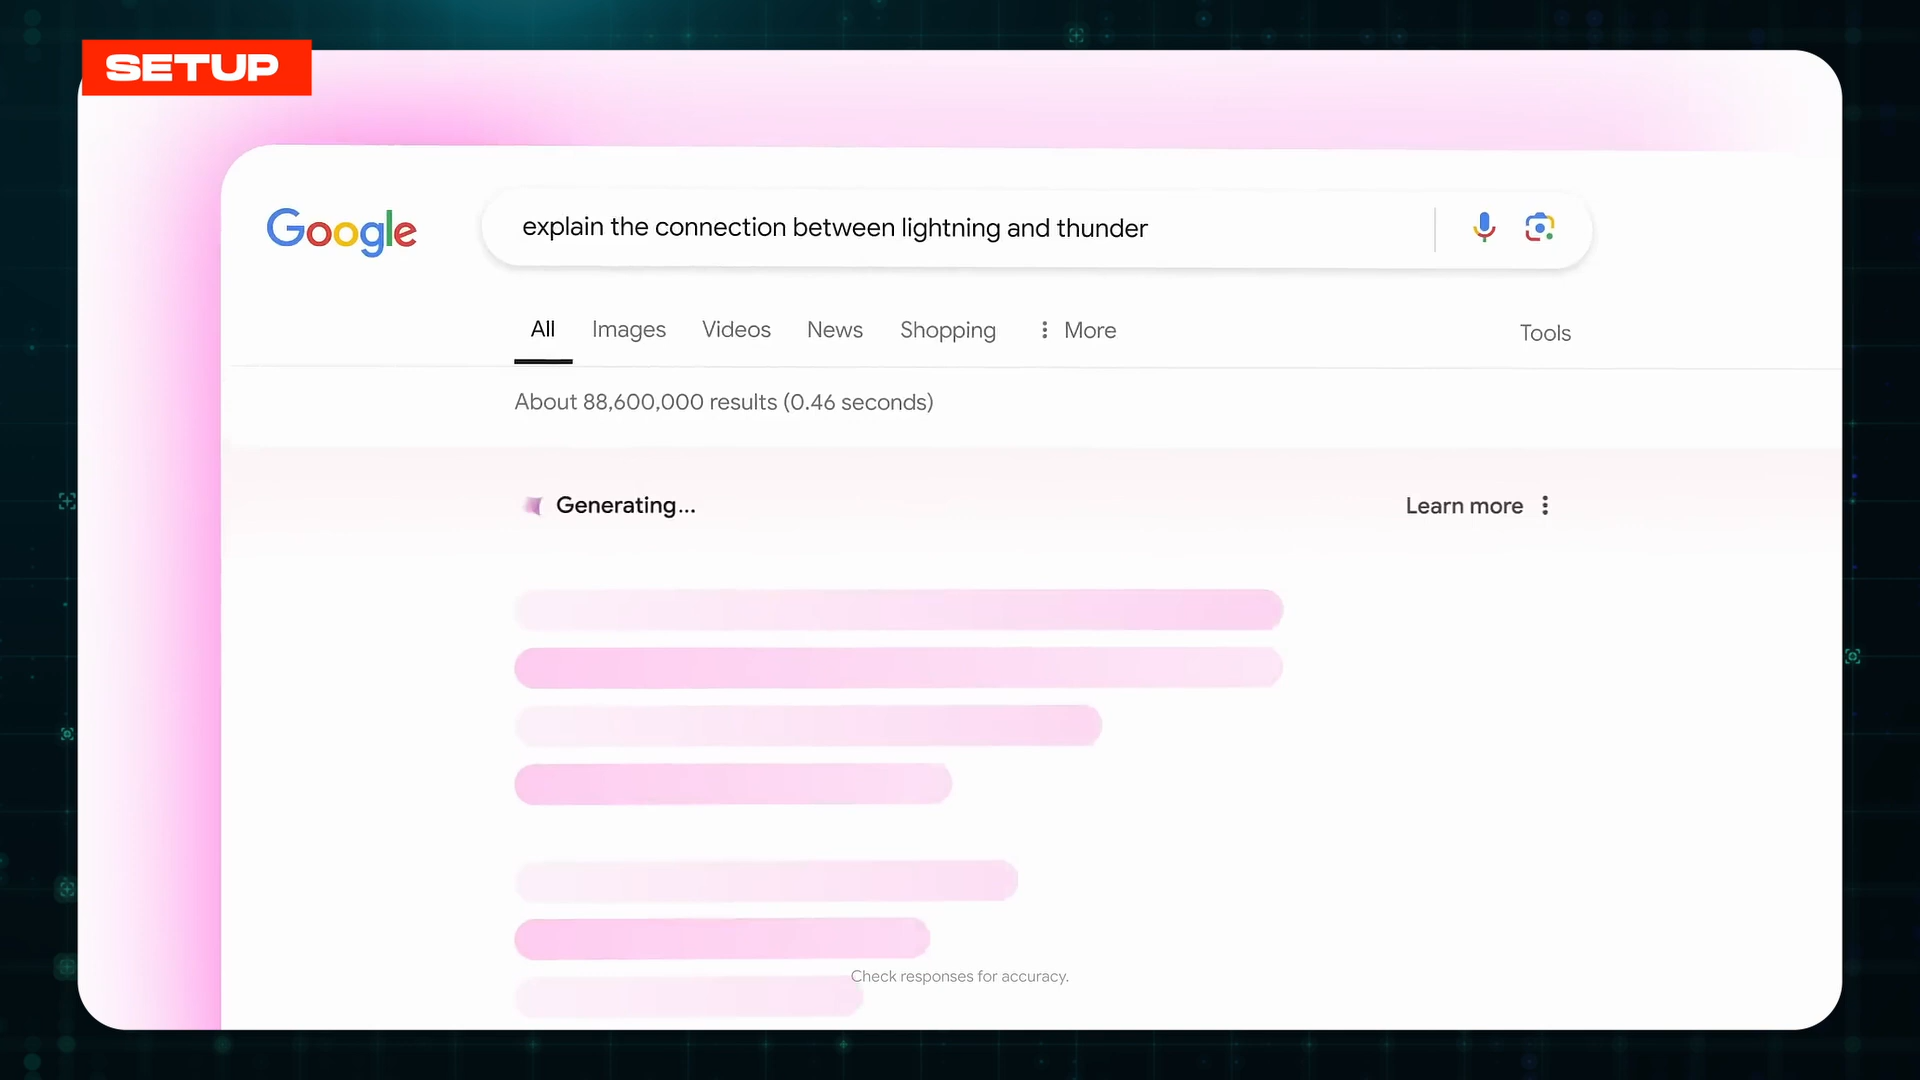 SETUP
Google
explain the connection between lightning and thunder
All Images Videos News Shopping More Tools
About 88,600,000 results (0.46 seconds)
Generating... Learn more
Check responses for accuracy.